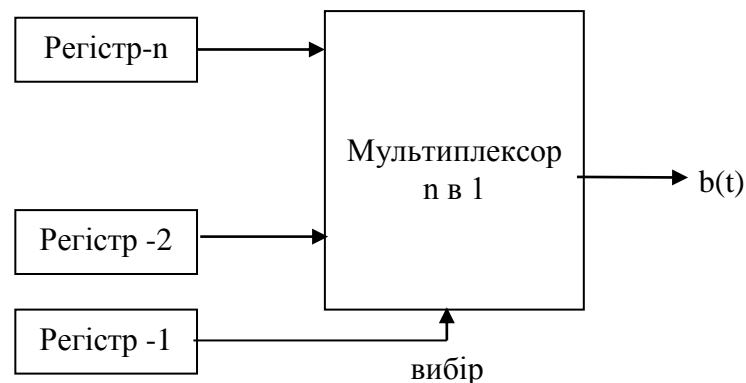 Регістр-n
Мультиплексор
n в 1
b(t)
Регістр -2
Регістр -1
вибір